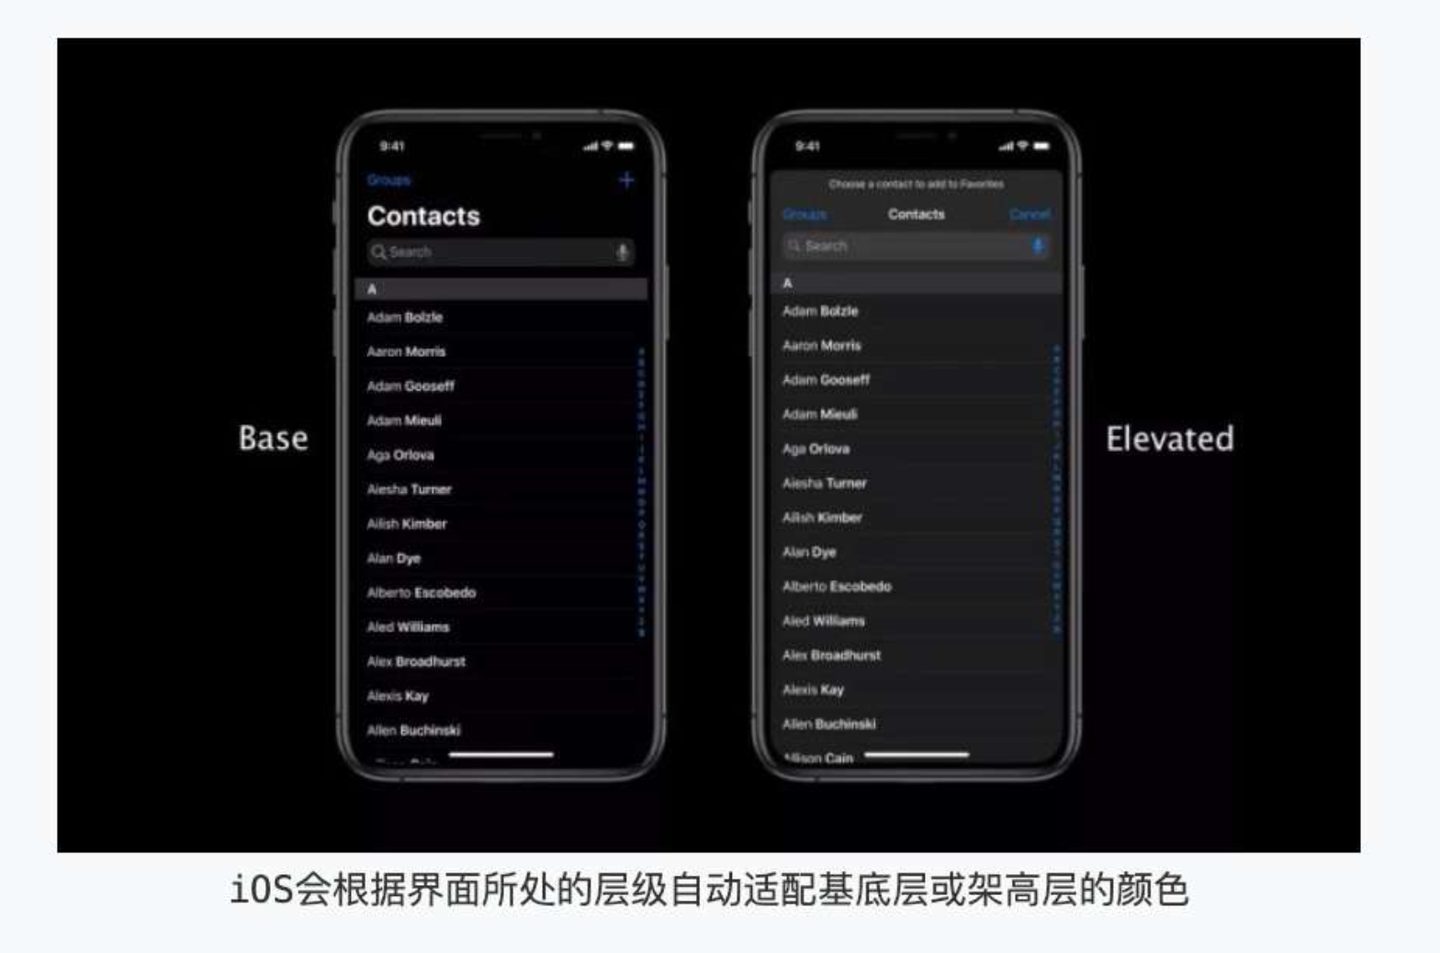 9:41
Groups
Contacts
Search
A
Adam Bolzle
Aaron Morris
Adam Gooseff
Adam Mieuli
Aga Orlova
Aiesha Turner
Ailish Kimber
Alan Dye
Alberto Escobedo
Aled Williams
Alex Broadhurst
Alexis Kay
Allen Buchinski
Base
9:41
Choose a contact to add to Favorites
Groups Contacts Cancel
Search
A
Adam Bolzle
Aaron Morris
Adam Gooseff
Adam Mieuli
Aga Orlova
Aiesha Turner
Ailish Kimber
Alan Dye
Alberto Escobedo
Aled Williams
Alex Broadhurst
Alexis Kay
Allen Buchinski
Allison Cain
Elevated
iOS会根据界面所处的层级自动适配基底层或架高层的颜色